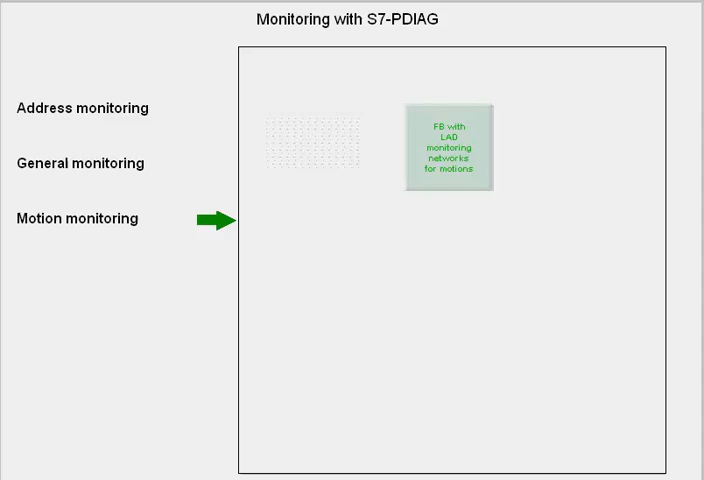 Monitoring with S7-PDIAG
Address monitoring
FB with
LAD
monitoring
networks
for motions
General monitoring
Motion monitoring